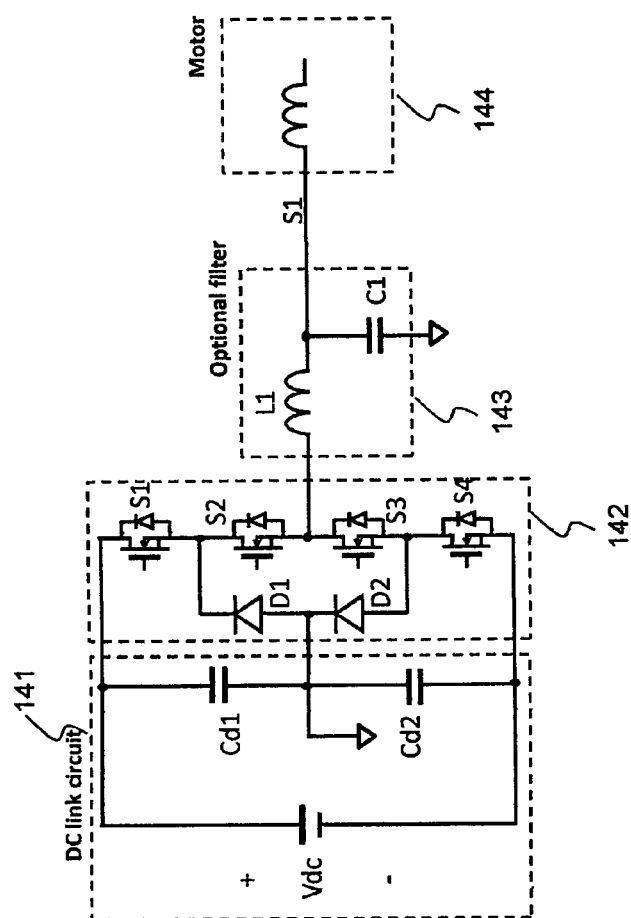 DC link circuit
141
+
Vdc
-
Cd1
Cd2
D1
D2
S1
S2
S3
S4
142
Optional filter
L1
C1
143
S1
Motor
144